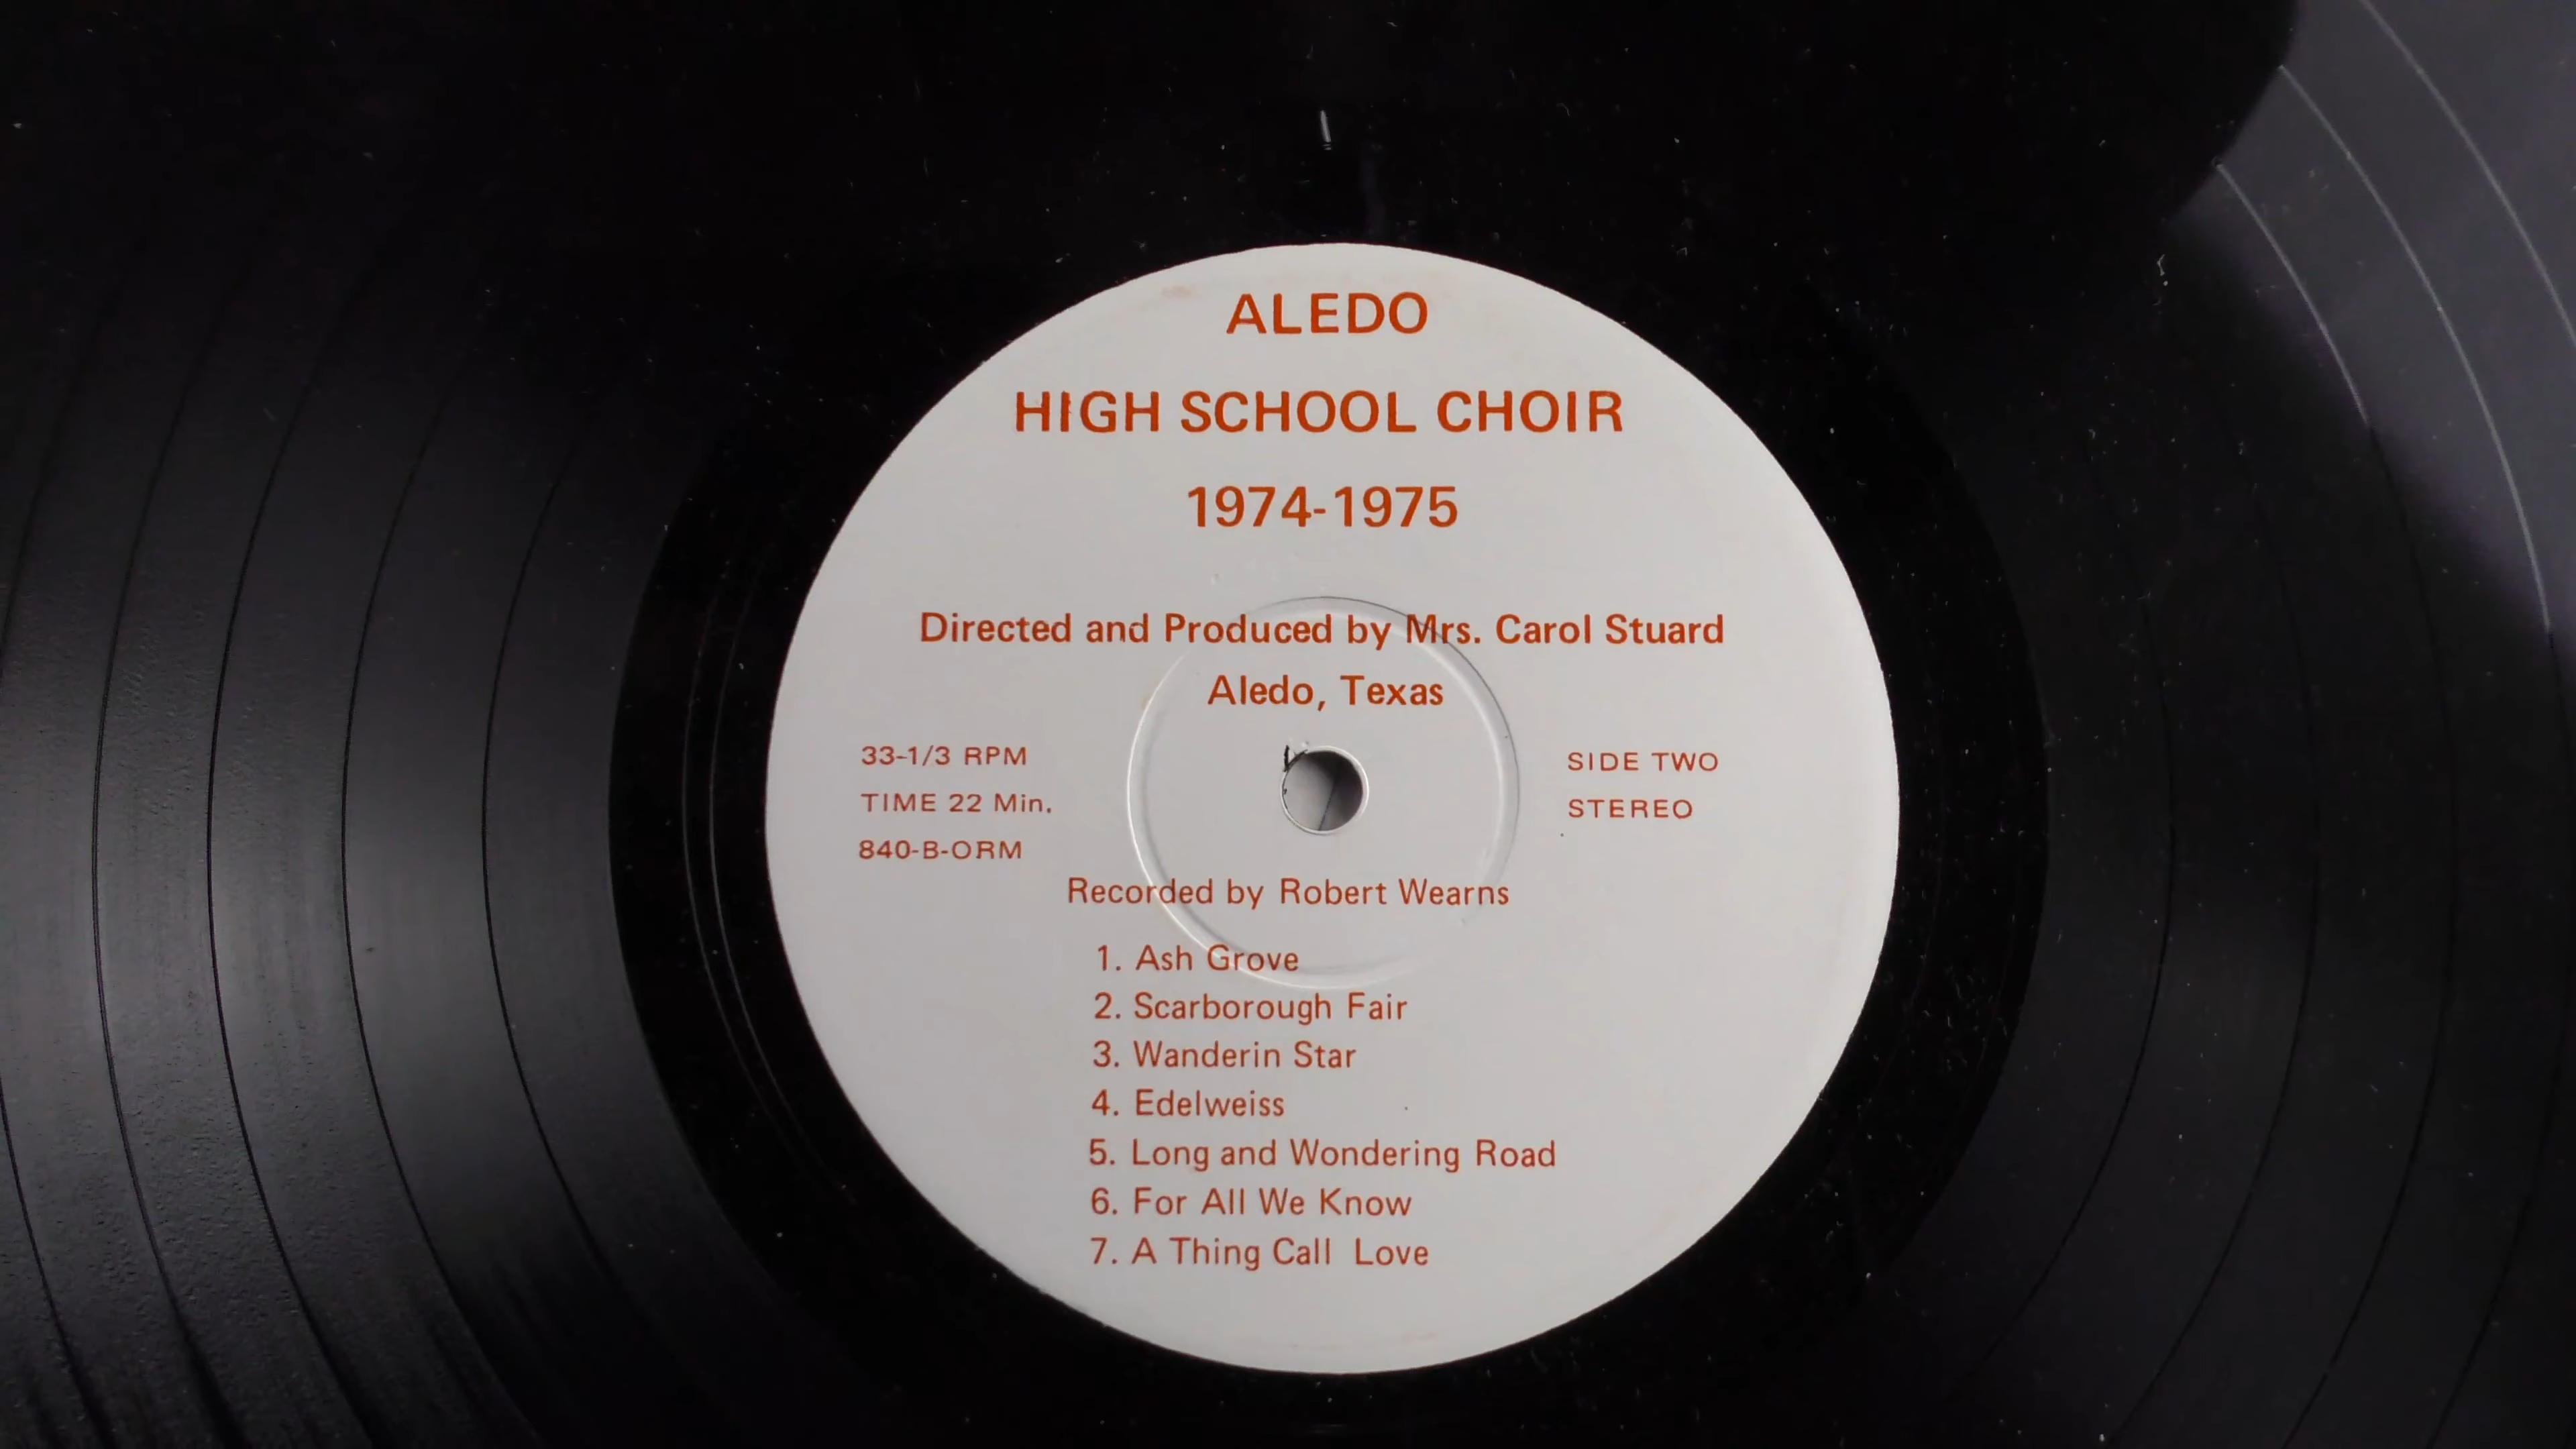 ALEDO
HIGH SCHOOL CHOIR
1974-1975
Directed and Produced by Mrs. Carol Stuard
Aledo, Texas
33-1/3 RPM
TIME 22 Min.
840-B-ORM
SIDE TWO
STEREO
Recorded by Robert Wearns
1. Ash Grove
2. Scarborough Fair
3. Wanderin Star
4. Edelweiss
5. Long and Wondering Road
6. For All We Know
7. A Thing Call Love